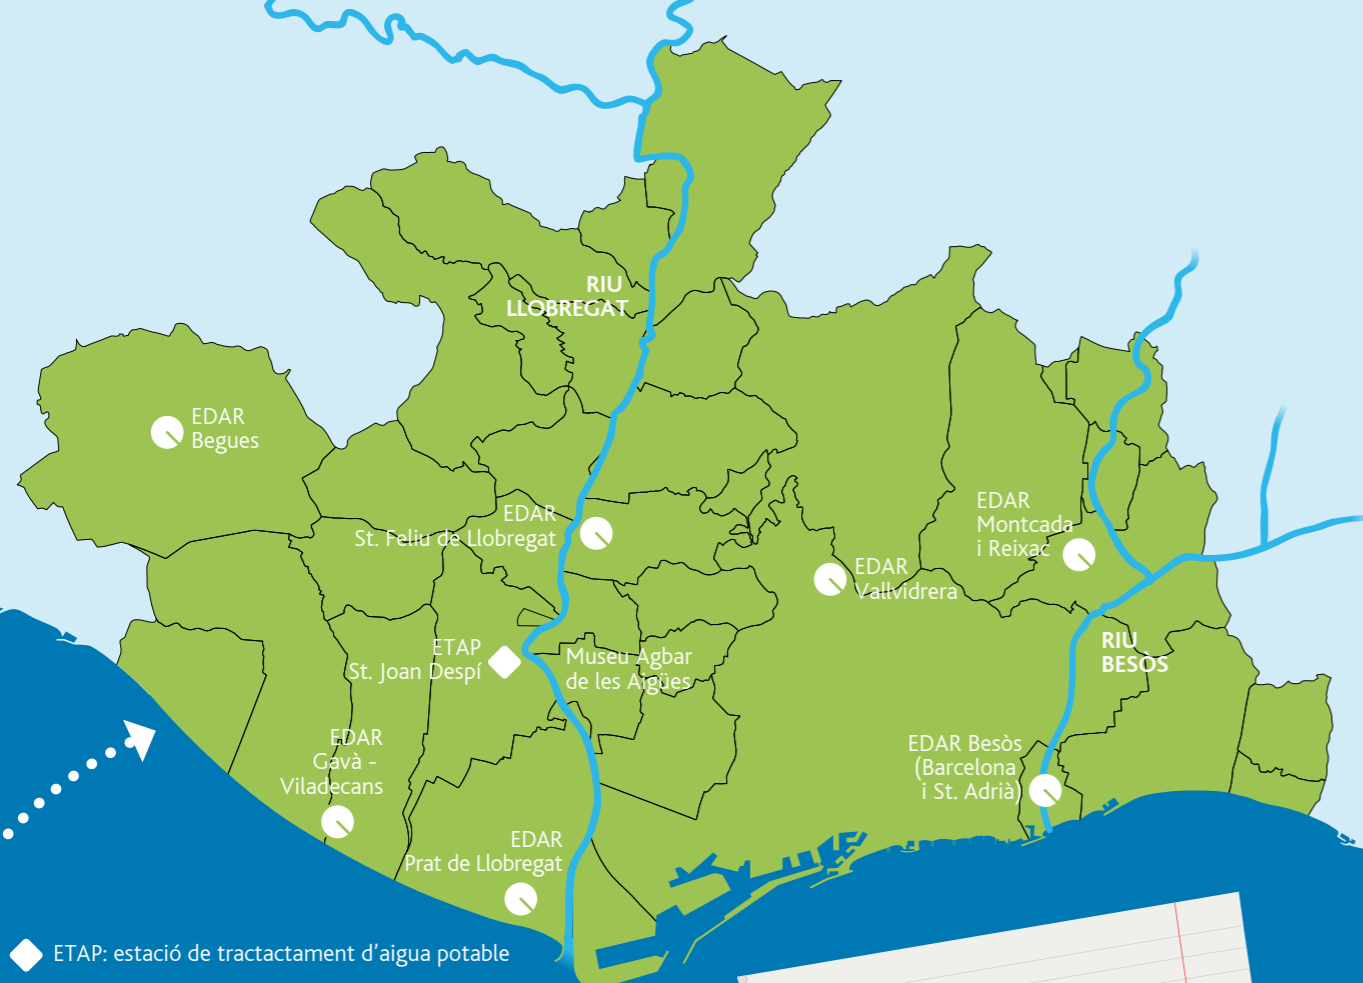 RIU
LLOBREGAT
EDAR
Begues
EDAR
St. Feliu de Llobregat
EDAR
Montcada
i Reixac
EDAR
Vallvidrera
ETAP
St. Joan Despí
Museu Agbar
de les Aigües
RIU
BESÒS
EDAR
Gavà -
Viladecans
EDAR Besòs
(Barcelona
i St. Adrià)
EDAR
Prat de Llobregat
ETAP: estació de tractactament d’aigua potable